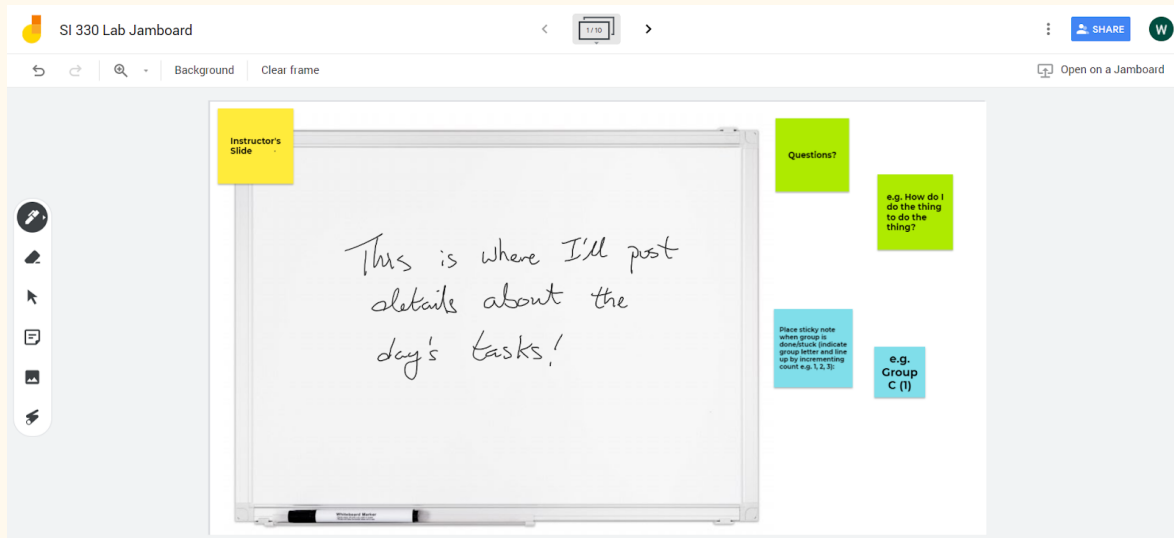 SI 330 Lab Jamboard
1/10
SHARE
W
Background
Clear frame
Open on a Jamboard
Instructor's
Slide
This is where I'll post
details about the
day's tasks!
Whiteboard Marker
Questions?
e.g. How do I
do the thing
to do the
thing?
Place sticky note
when group is
done/stuck (indicate
group letter and line
up by incrementing
count e.g. 1, 2, 3):
e.g.
Group
C (1)